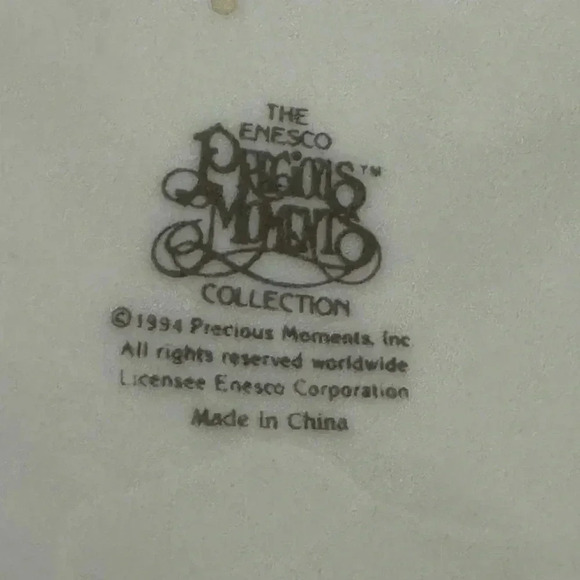 THE
ENESCO
PRECIOUS™
MOMENTS
COLLECTION
©1994 Precious Moments, Inc
All rights reserved worldwide
Licensee Enesco Corporation
Made in China